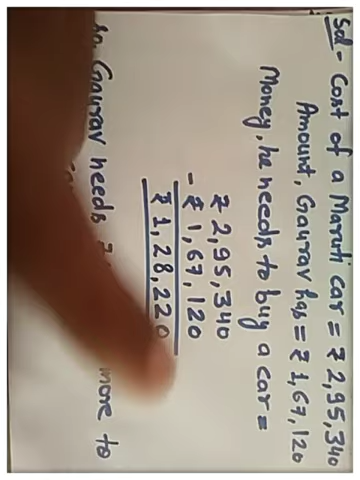 Sol - Cost of a Maruti car = ₹ 2,95,340
Amount, Gaurav has = ₹ 1,67,120
Money, he needs to buy a car =
₹ 2,95,340
- ₹ 1,67,120
₹ 1,28,220
Gaurav needs ₹ more to